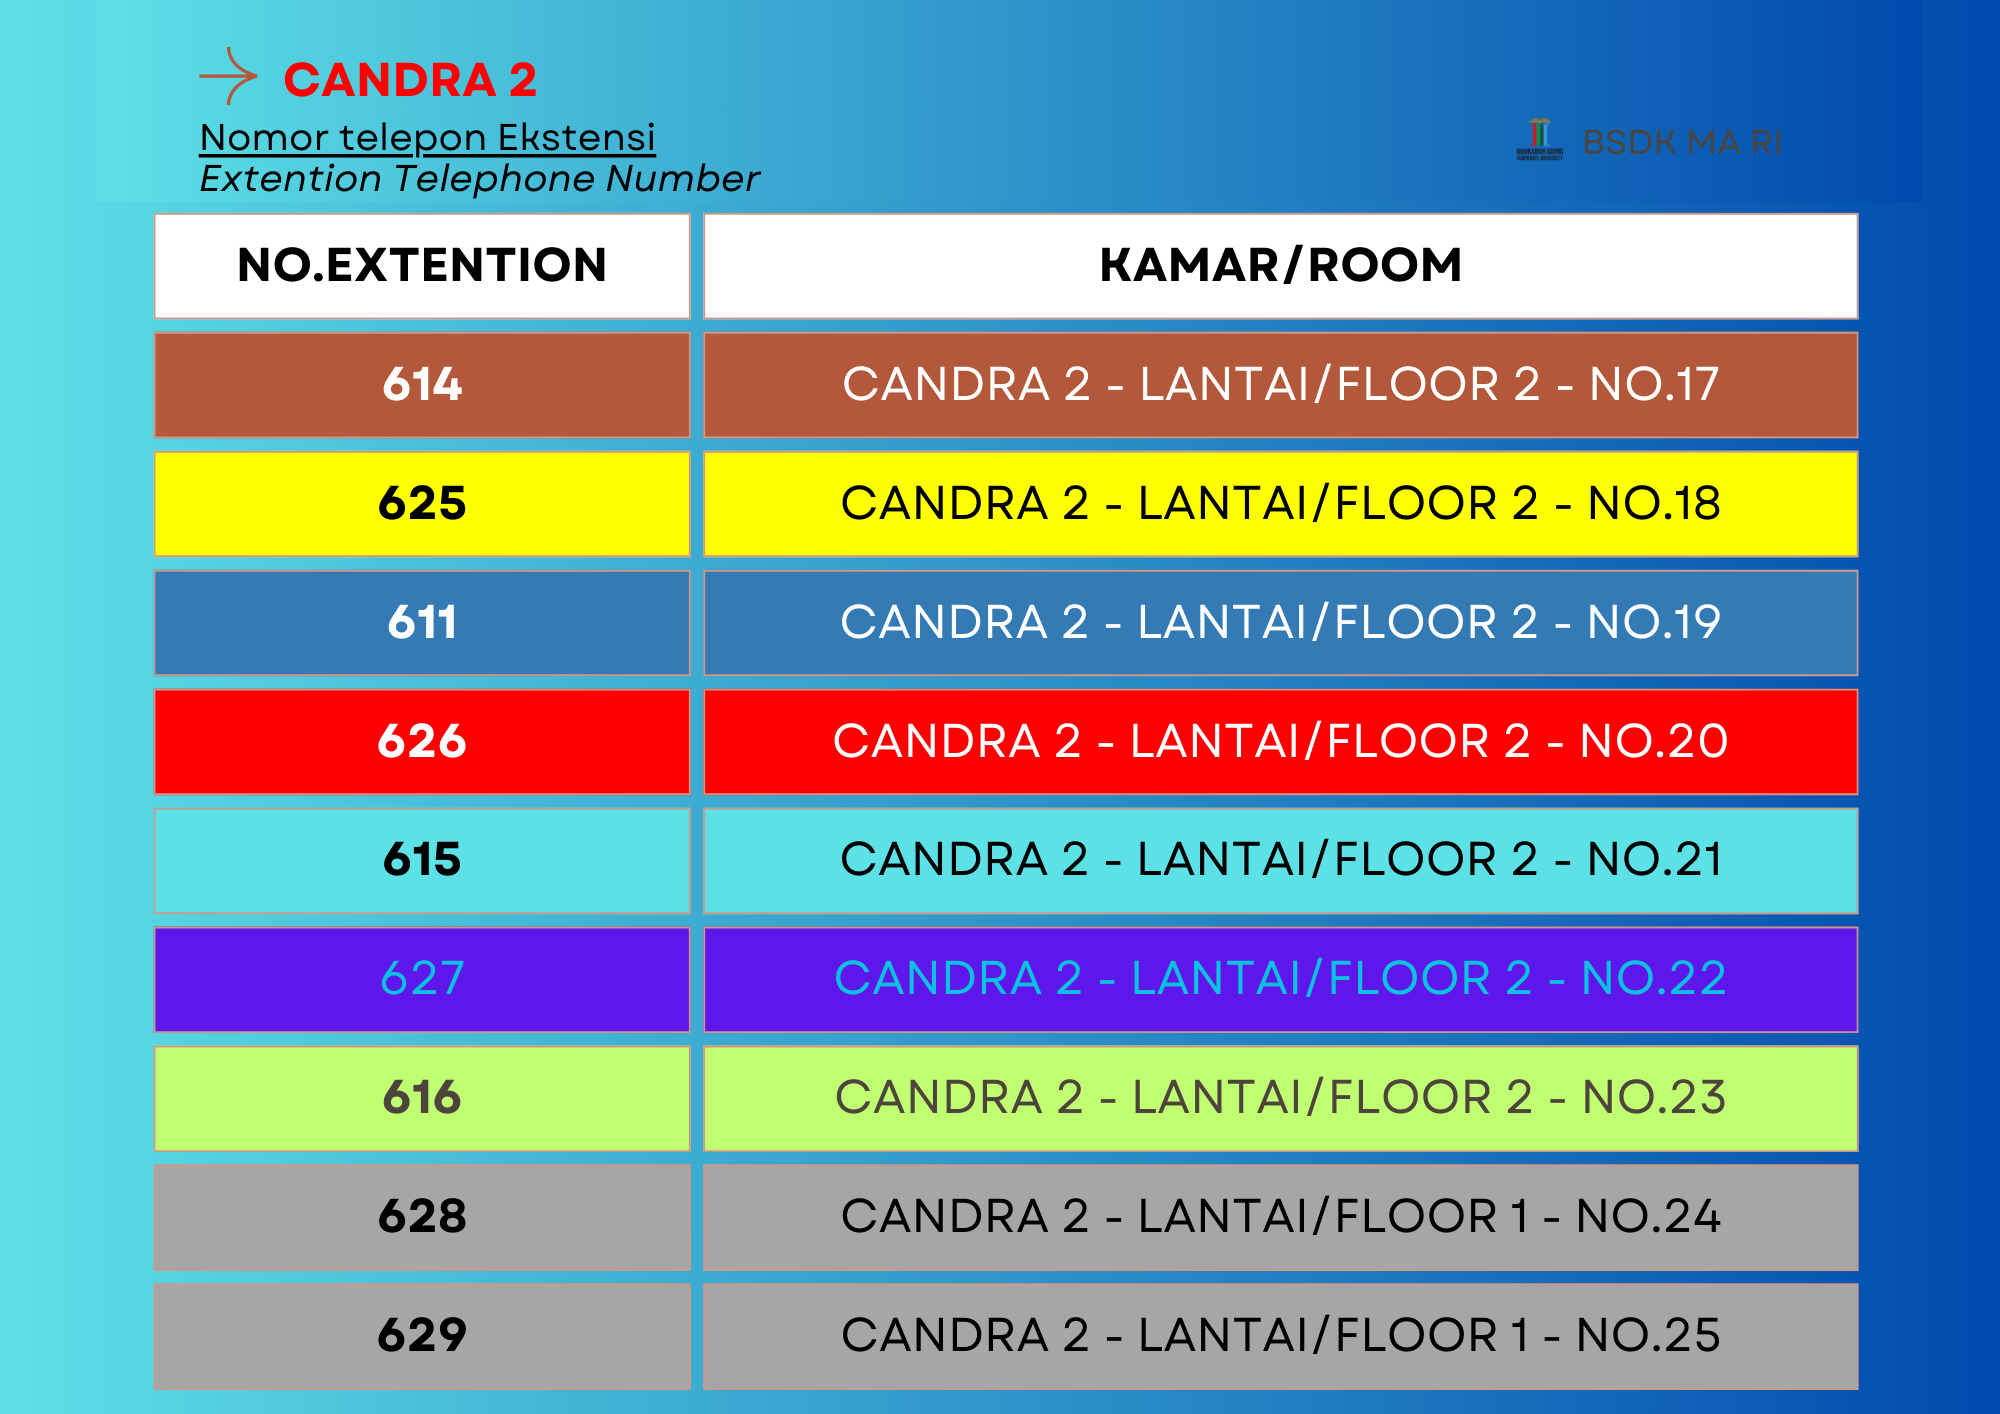 CANDRA 2
Nomor telepon Ekstensi
Extention Telephone Number
MAHKAMAH AGUNG
CORPORATE UNIVERSITY
BSDK MA RI
NO.EXTENTION KAMAR/ROOM
614 CANDRA 2 - LANTAI/FLOOR 2 - NO.17
625 CANDRA 2 - LANTAI/FLOOR 2 - NO.18
611 CANDRA 2 - LANTAI/FLOOR 2 - NO.19
626 CANDRA 2 - LANTAI/FLOOR 2 - NO.20
615 CANDRA 2 - LANTAI/FLOOR 2 - NO.21
627 CANDRA 2 - LANTAI/FLOOR 2 - NO.22
616 CANDRA 2 - LANTAI/FLOOR 2 - NO.23
628 CANDRA 2 - LANTAI/FLOOR 1 - NO.24
629 CANDRA 2 - LANTAI/FLOOR 1 - NO.25